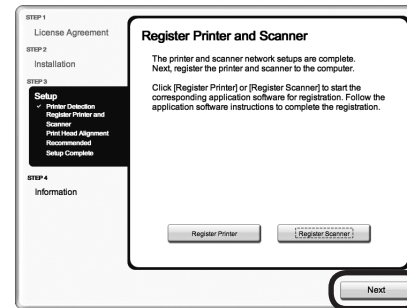 STEP 1
License Agreement
STEP 2
Installation
STEP 3
Setup
✓ Printer Detection
Register Printer and
Scanner
Print Head Alignment
Recommended
Setup Complete
STEP 4
Information
Register Printer and Scanner
The printer and scanner network setups are complete.
Next, register the printer and scanner to the computer.
Click [Register Printer] or [Register Scanner] to start the
corresponding application software for registration. Follow the
application software instructions to complete the registration.
Register Printer
Register Scanner
Next